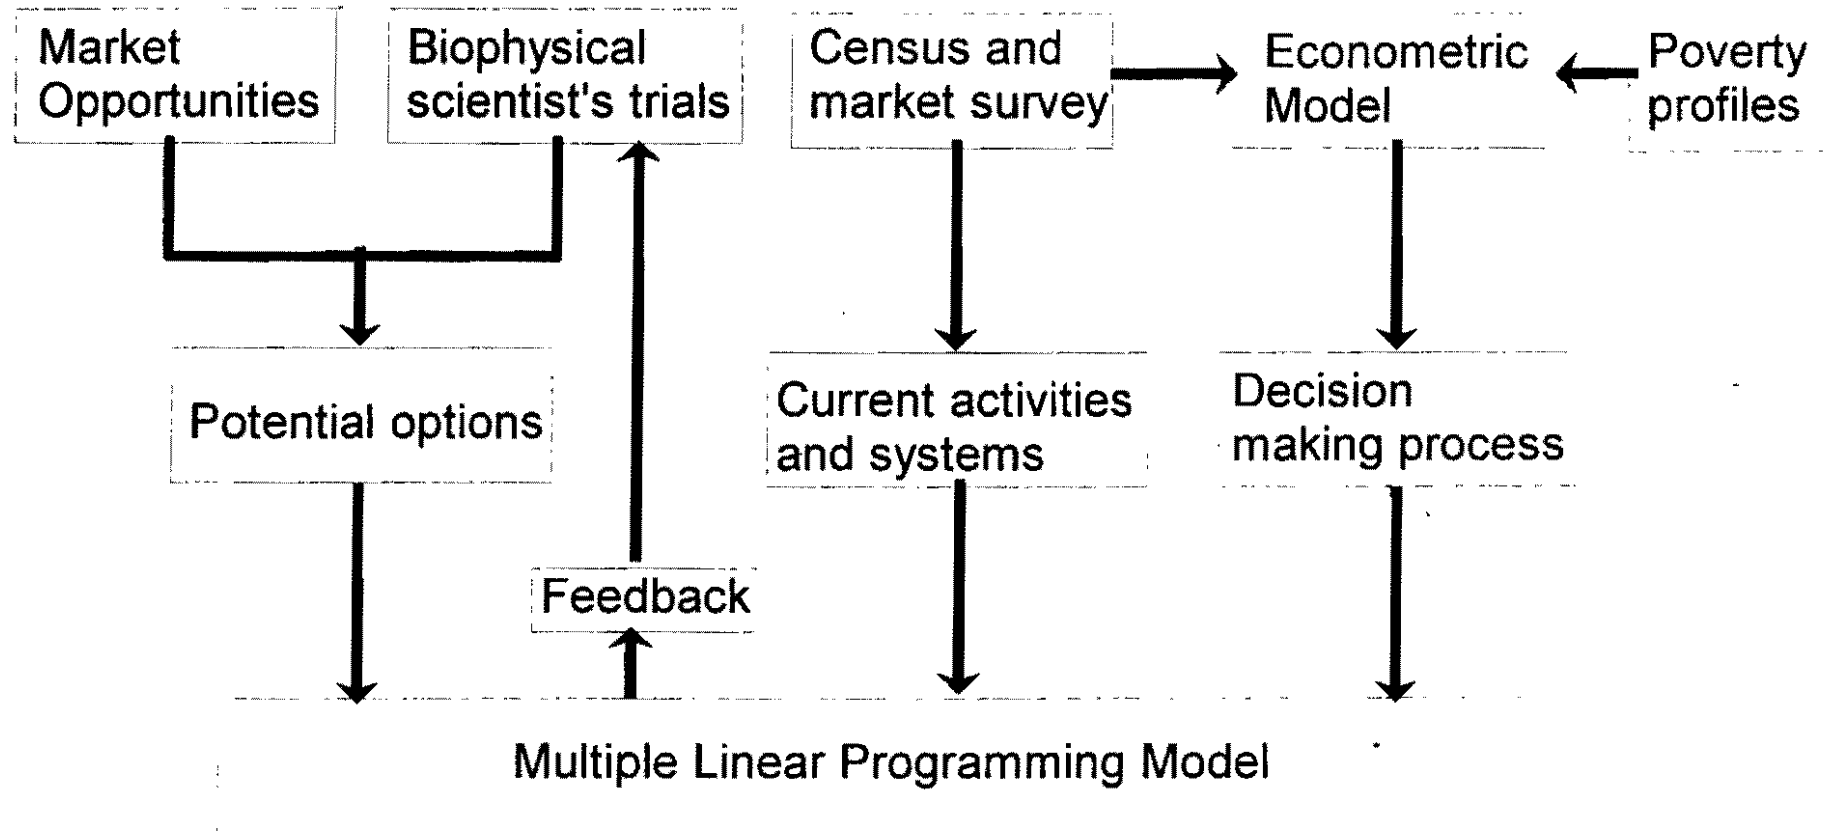 Market
Opportunities
Biophysical
scientist's trials
Census and
market survey
Econometric
Model
Poverty
profiles
Potential options
Current activities
and systems
Decision
making process
Feedback
Multiple Linear Programming Model